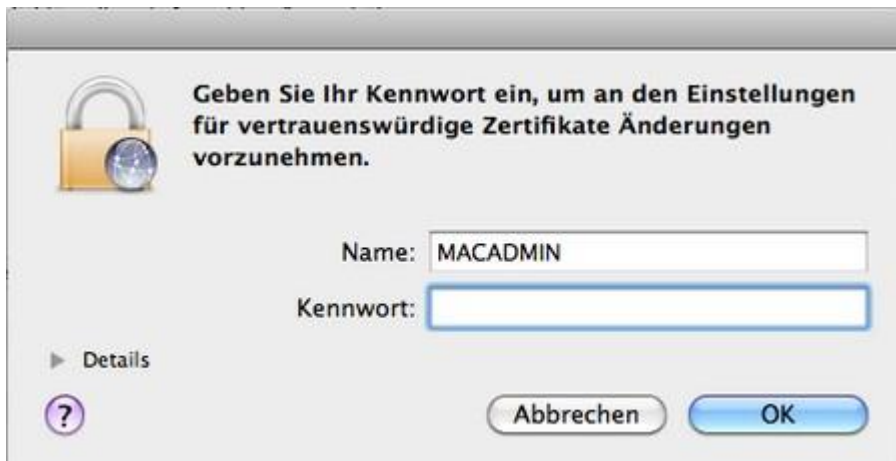 Geben Sie Ihr Kennwort ein, um an den Einstellungen
für vertrauenswürdige Zertifikate Änderungen
vorzunehmen.
Name: MACADMIN
Kennwort:
Details
?
Abbrechen
OK